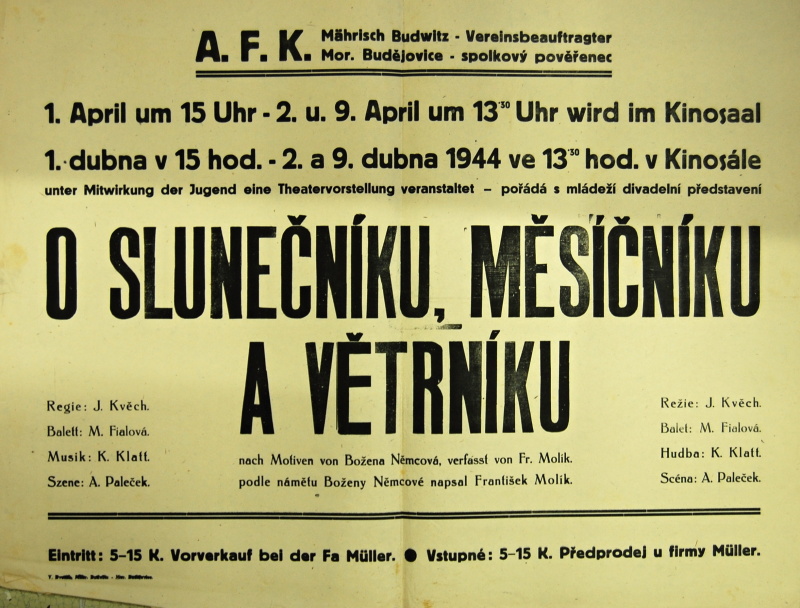 A. F. K. Mährisch Budwitz - Vereinsbeauftragter
Mor. Budějovice - spolkový pověřenec
1. April um 15 Uhr - 2. u. 9. April um 13³⁰ Uhr wird im Kinosaal
1. dubna v 15 hod. - 2. a 9. dubna 1944 ve 13³⁰ hod. v Kinosále
unter Mitwirkung der Jugend eine Theatervorstellung veranstaltet – pořádá s mládeží divadelní představení
O SLUNEČNÍKU, MĚSÍČNÍKU
A VĚTRNÍKU
Regie: J. Kvěch.
Balett: M. Fialová.
Musik: K. Klatt.
Szene: A. Paleček.
nach Motiven von Božena Němcová, verfasst von Fr. Molik.
podle námětu Boženy Němcové napsal František Molik.
Režie: J. Kvěch.
Balet: M. Fialová.
Hudba: K. Klatt.
Scéna: A. Paleček.
Eintritt: 5-15 K. Vorverkauf bei der Fa Müller. ● Vstupné: 5-15 K. Předprodej u firmy Müller.